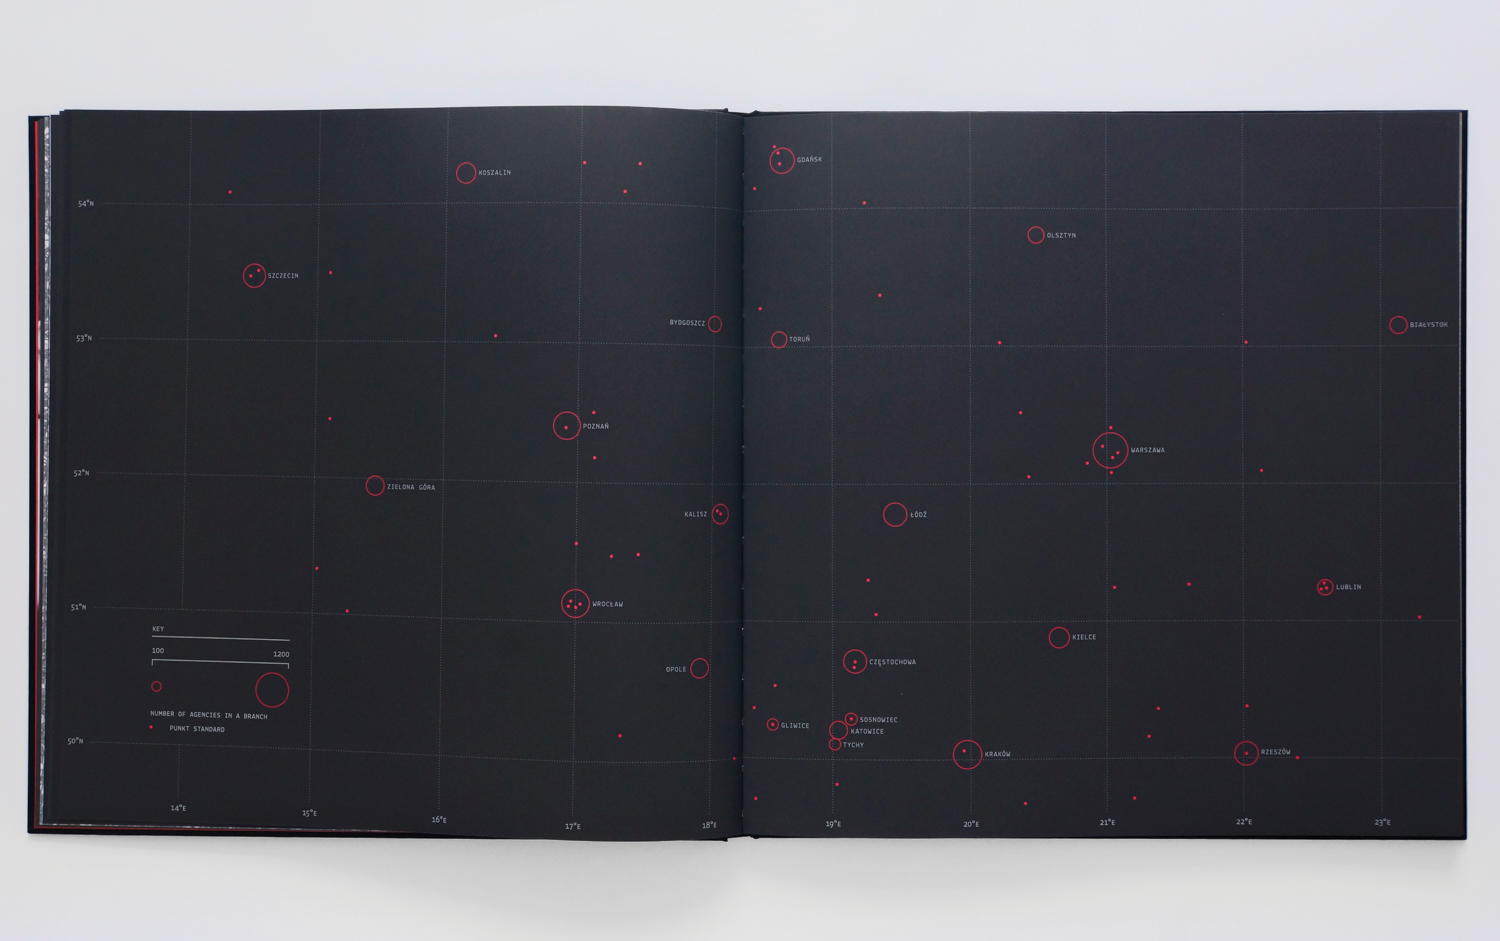 KOSZALIN
54°N
SZCZECIN
BYDGOSZCZ
53°N
POZNAŃ
52°N
ZIELONA GÓRA
KALISZ
51°N
WROCŁAW
KEY
100 1200
OPOLE
NUMBER OF AGENCIES IN A BRANCH
PUNKT STANDARD
50°N
14°E 15°E 16°E 17°E 18°E
GDAŃSK
OLSZTYN
BIAŁYSTOK
TORUŃ
WARSZAWA
ŁÓDŹ
LUBLIN
KIELCE
CZĘSTOCHOWA
SOSNOWIEC
GLIWICE
KATOWICE
TYCHY
KRAKÓW
RZESZÓW
19°E 20°E 21°E 22°E 23°E